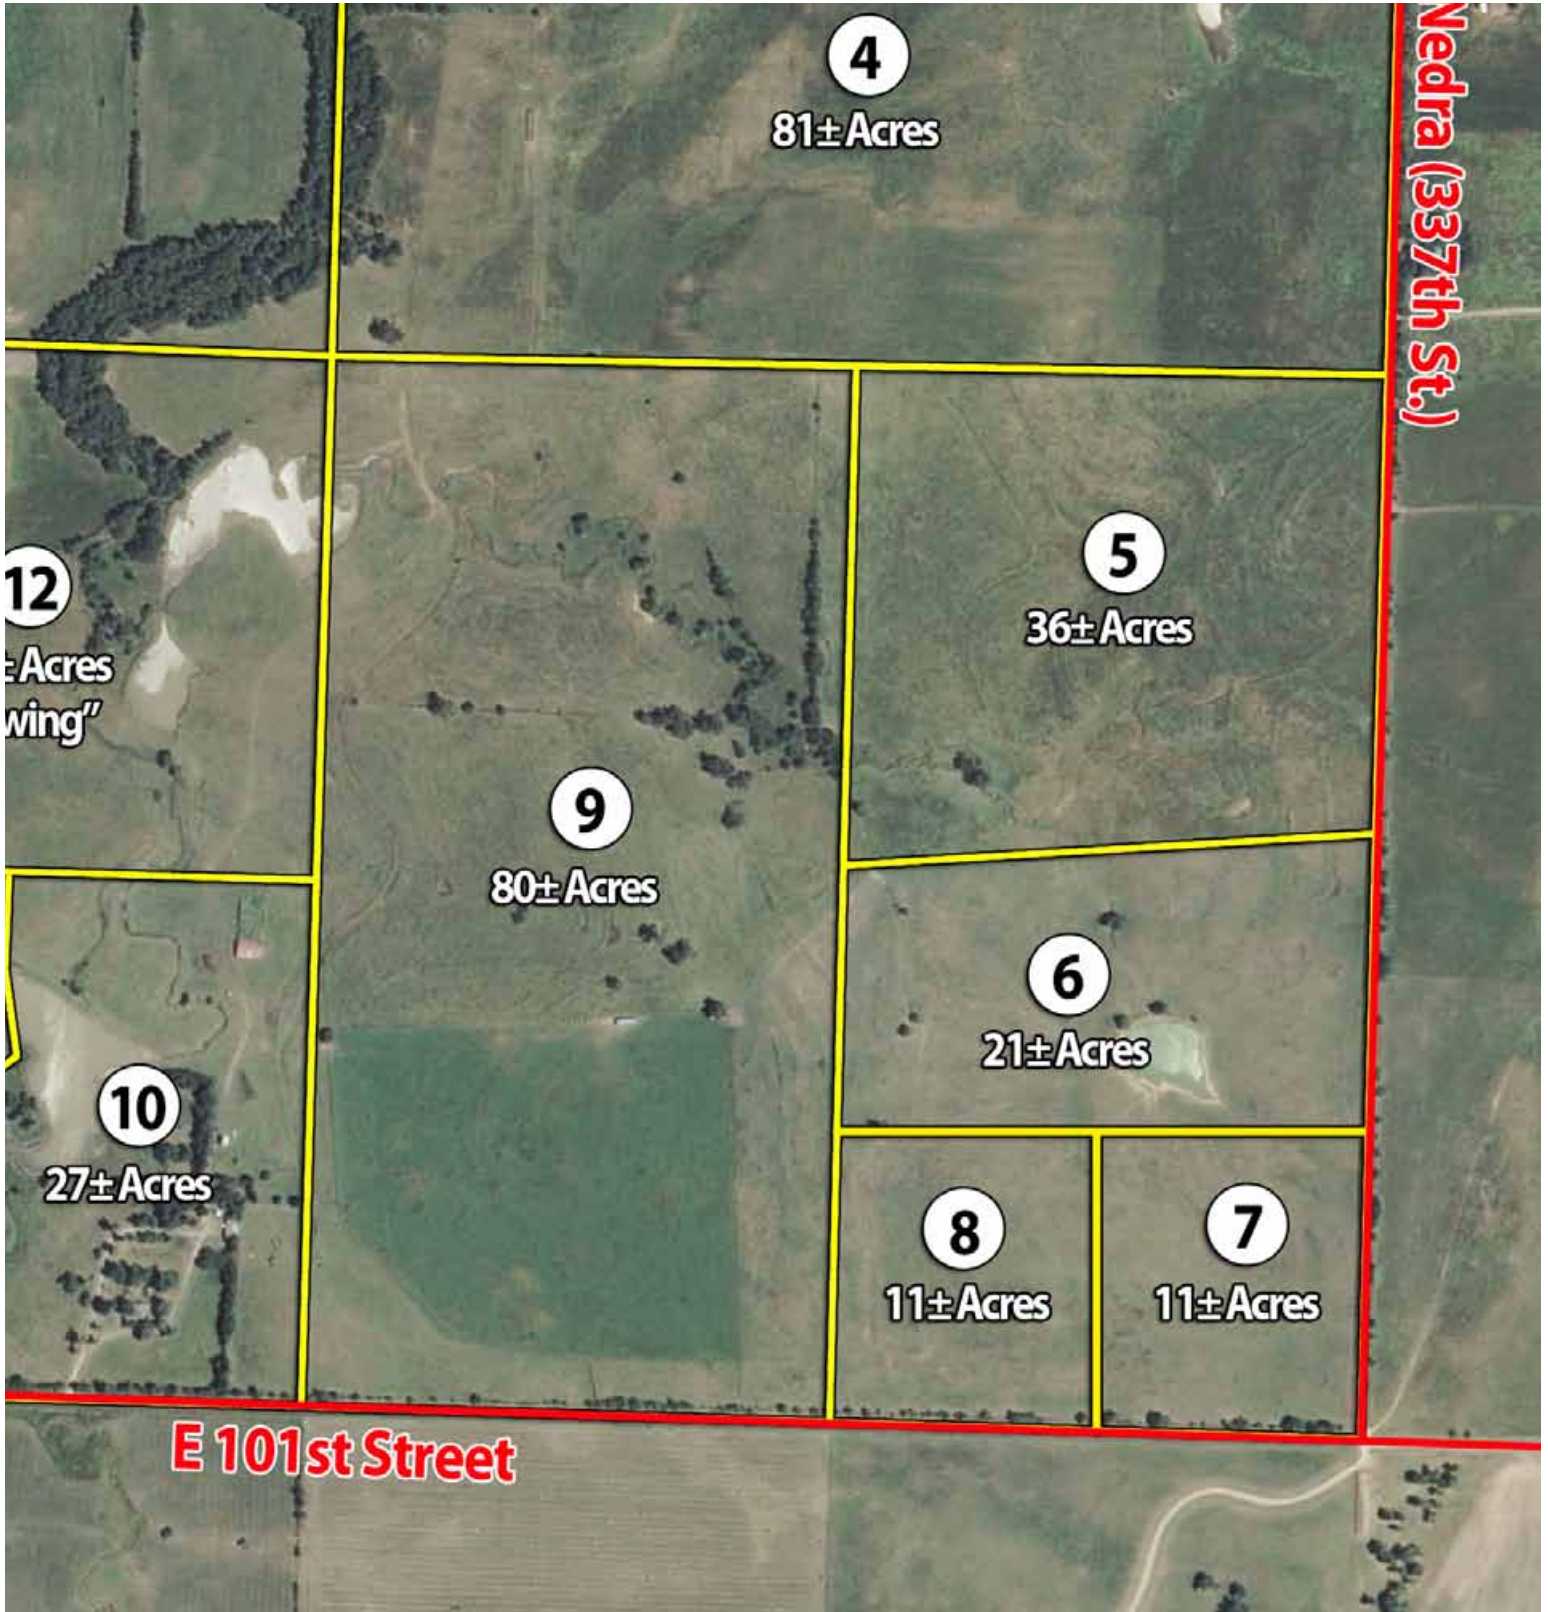 4
81± Acres
Nedra (337th St.)
5
36± Acres
12
± Acres
wing”
9
80± Acres
6
21± Acres
10
27± Acres
8
11± Acres
7
11± Acres
E 101st Street